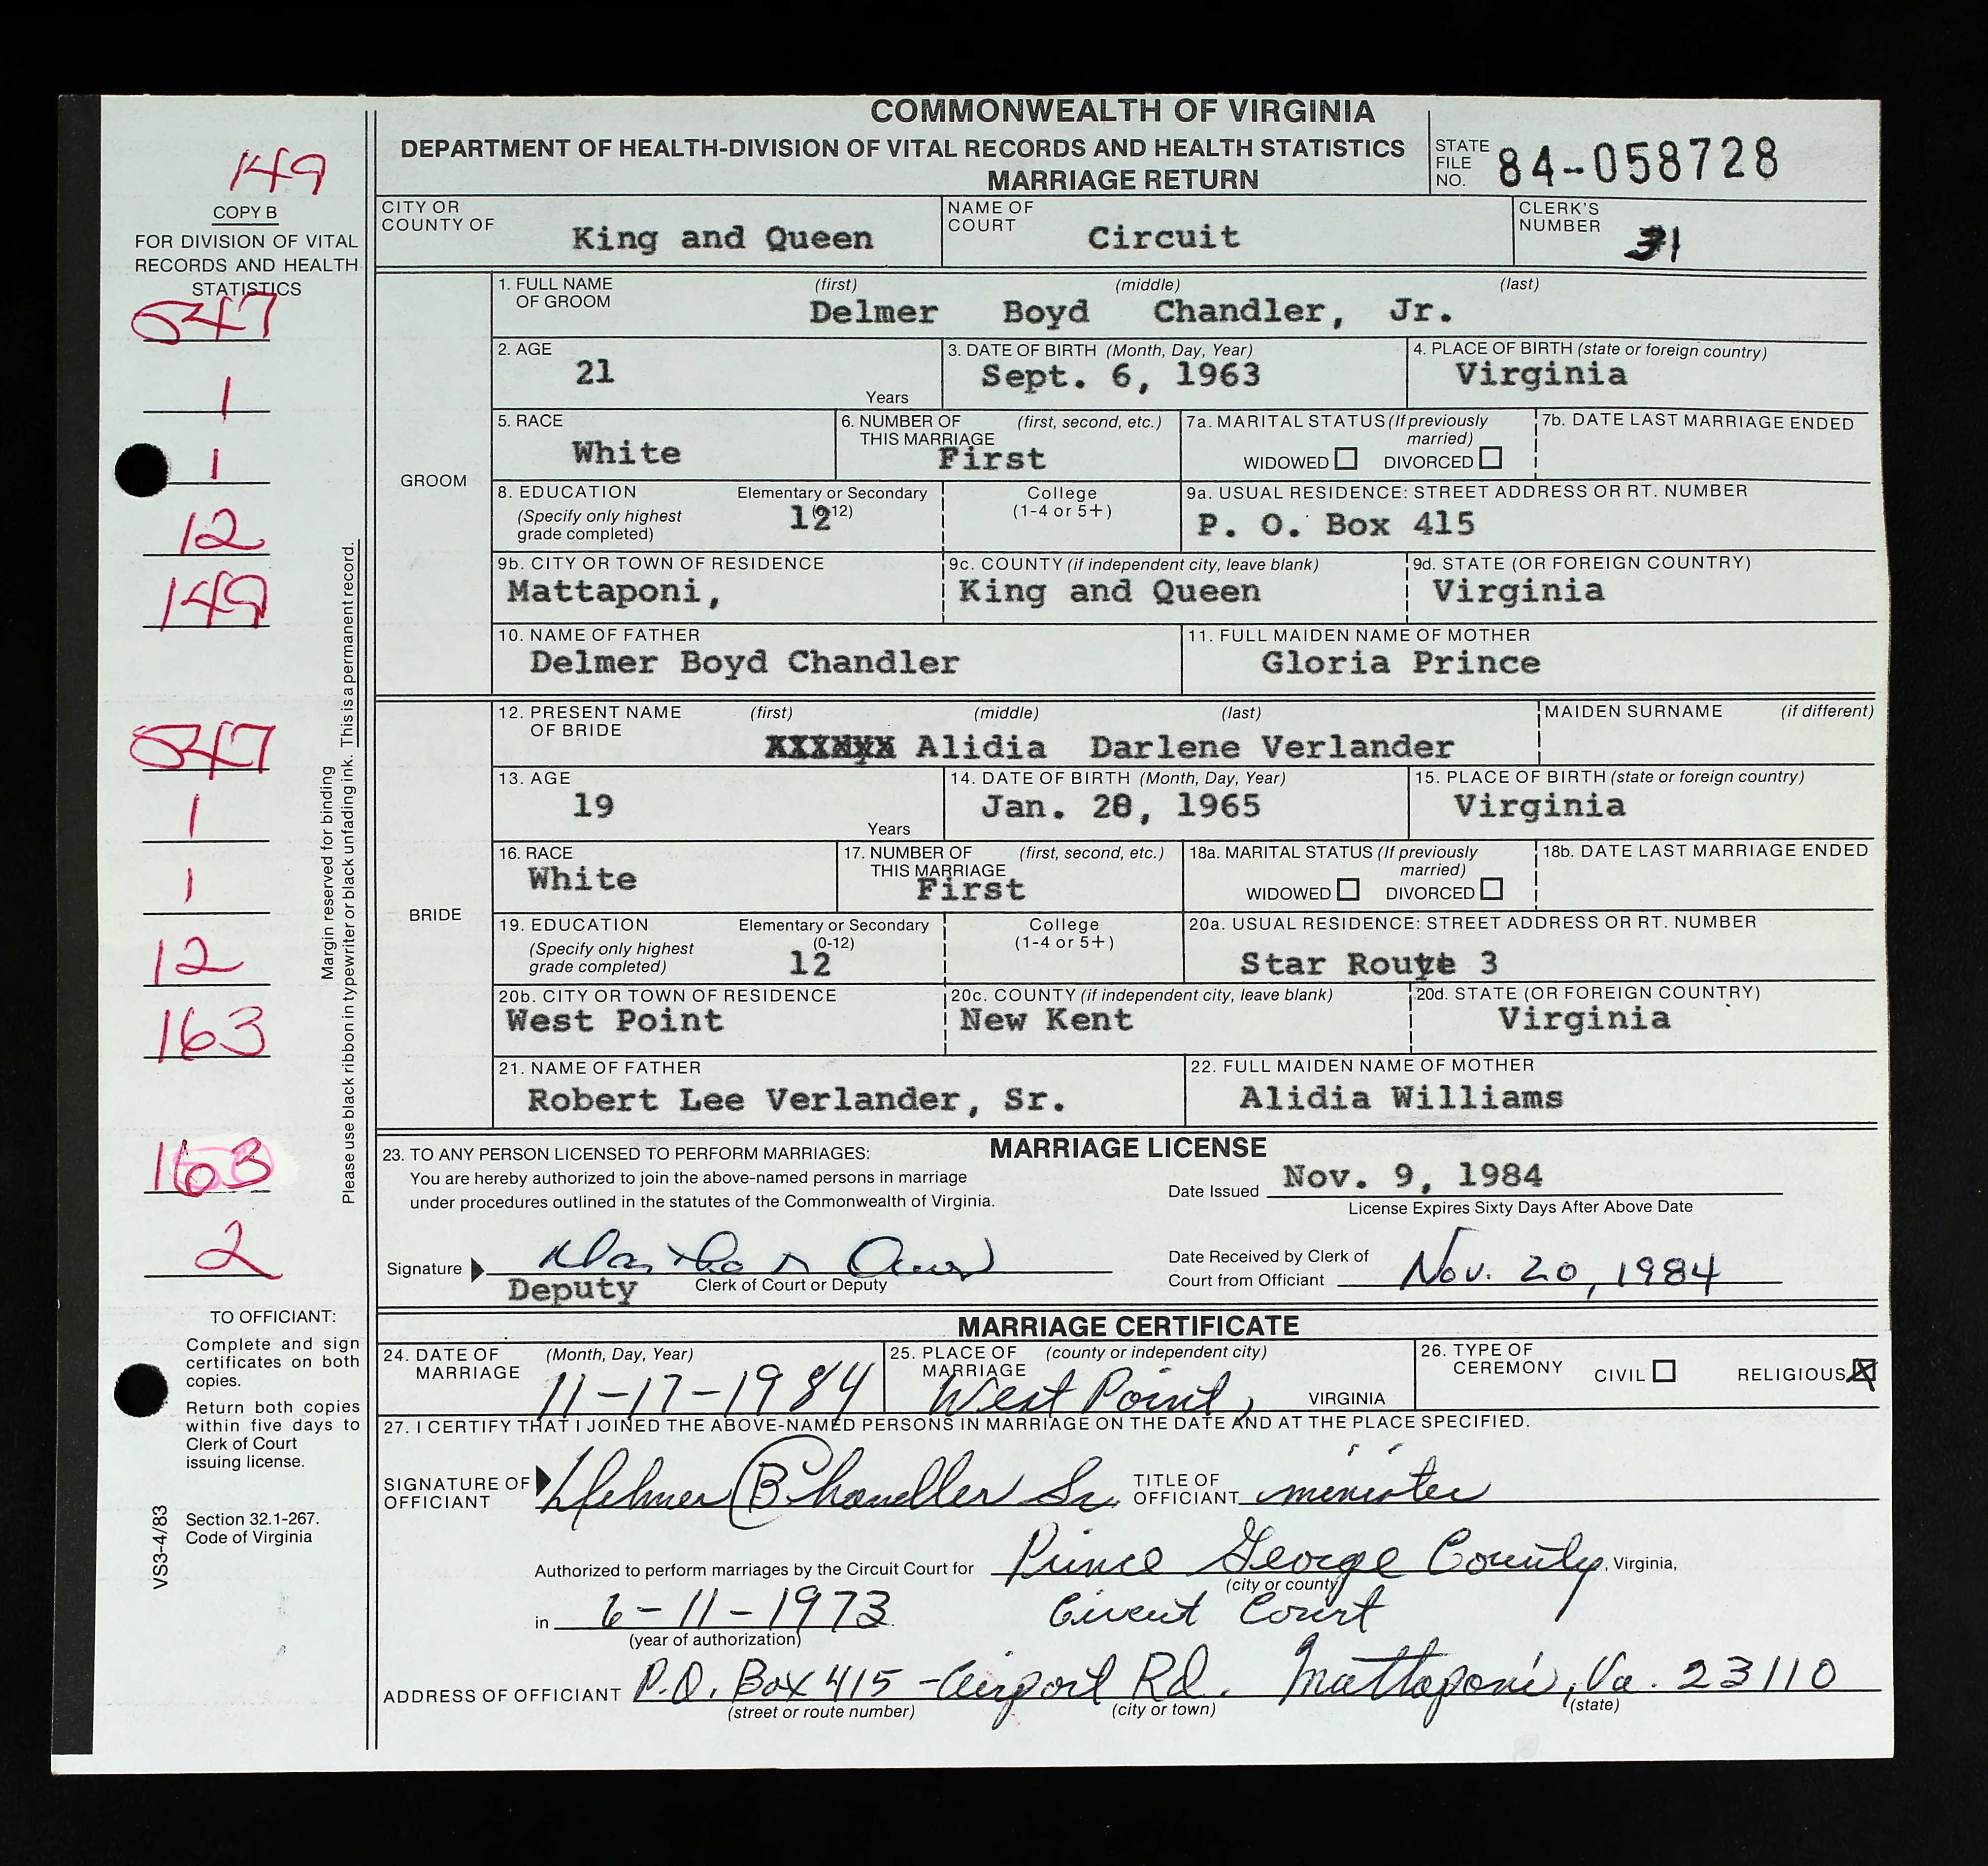 COMMONWEALTH OF VIRGINIA
DEPARTMENT OF HEALTH-DIVISION OF VITAL RECORDS AND HEALTH STATISTICS
MARRIAGE RETURN
STATE FILE NO. 84-058728
149
COPY B
FOR DIVISION OF VITAL
RECORDS AND HEALTH
STATISTICS
547
1
1
12
149
547
1
1
12
163
163
2
Margin reserved for binding
Please use black ribbon in typewriter or black unfading ink. This is a permanent record.
TO OFFICIANT:
Complete and sign
certificates on both
copies.
Return both copies
within five days to
Clerk of Court
issuing license.
Section 32.1-267.
Code of Virginia
VS3-4/83
CITY OR COUNTY OF King and Queen
NAME OF COURT Circuit
CLERK'S NUMBER 31
GROOM
1. FULL NAME OF GROOM (first) (middle) (last)
Delmer Boyd Chandler, Jr.
2. AGE 21 Years
3. DATE OF BIRTH (Month, Day, Year) Sept. 6, 1963
4. PLACE OF BIRTH (state or foreign country) Virginia
5. RACE White
6. NUMBER OF THIS MARRIAGE (first, second, etc.) First
7a. MARITAL STATUS (If previously married) WIDOWED DIVORCED
7b. DATE LAST MARRIAGE ENDED
8. EDUCATION (Specify only highest grade completed) Elementary or Secondary (0-12) 12
College (1-4 or 5+)
9a. USUAL RESIDENCE: STREET ADDRESS OR RT. NUMBER P. O. Box 415
9b. CITY OR TOWN OF RESIDENCE Mattaponi,
9c. COUNTY (if independent city, leave blank) King and Queen
9d. STATE (OR FOREIGN COUNTRY) Virginia
10. NAME OF FATHER Delmer Boyd Chandler
11. FULL MAIDEN NAME OF MOTHER Gloria Prince
BRIDE
12. PRESENT NAME OF BRIDE (first) (middle) (last)
Alidia Darlene Verlander
MAIDEN SURNAME (if different)
13. AGE 19 Years
14. DATE OF BIRTH (Month, Day, Year) Jan. 28, 1965
15. PLACE OF BIRTH (state or foreign country) Virginia
16. RACE White
17. NUMBER OF THIS MARRIAGE (first, second, etc.) First
18a. MARITAL STATUS (If previously married) WIDOWED DIVORCED
18b. DATE LAST MARRIAGE ENDED
19. EDUCATION (Specify only highest grade completed) Elementary or Secondary (0-12) 12
College (1-4 or 5+)
20a. USUAL RESIDENCE: STREET ADDRESS OR RT. NUMBER Star Route 3
20b. CITY OR TOWN OF RESIDENCE West Point
20c. COUNTY (if independent city, leave blank) New Kent
20d. STATE (OR FOREIGN COUNTRY) Virginia
21. NAME OF FATHER Robert Lee Verlander, Sr.
22. FULL MAIDEN NAME OF MOTHER Alidia Williams
MARRIAGE LICENSE
23. TO ANY PERSON LICENSED TO PERFORM MARRIAGES:
You are hereby authorized to join the above-named persons in marriage
under procedures outlined in the statutes of the Commonwealth of Virginia.
Date Issued Nov. 9, 1984
License Expires Sixty Days After Above Date
Signature
Deputy Clerk of Court or Deputy
Date Received by Clerk of
Court from Officiant Nov. 20, 1984
MARRIAGE CERTIFICATE
24. DATE OF MARRIAGE (Month, Day, Year) 11-17-1984
25. PLACE OF MARRIAGE (county or independent city) West Point, VIRGINIA
26. TYPE OF CEREMONY CIVIL RELIGIOUS X
27. I CERTIFY THAT I JOINED THE ABOVE-NAMED PERSONS IN MARRIAGE ON THE DATE AND AT THE PLACE SPECIFIED.
SIGNATURE OF OFFICIANT Delmer B Chandler Sr.
TITLE OF OFFICIANT minister
Authorized to perform marriages by the Circuit Court for Prince George County, Virginia,
(city or county)
in 6-11-1973 Circuit Court
(year of authorization)
ADDRESS OF OFFICIANT P.O. Box 415 - Airport Rd. Mattaponi, Va. 23110
(street or route number) (city or town) (state)